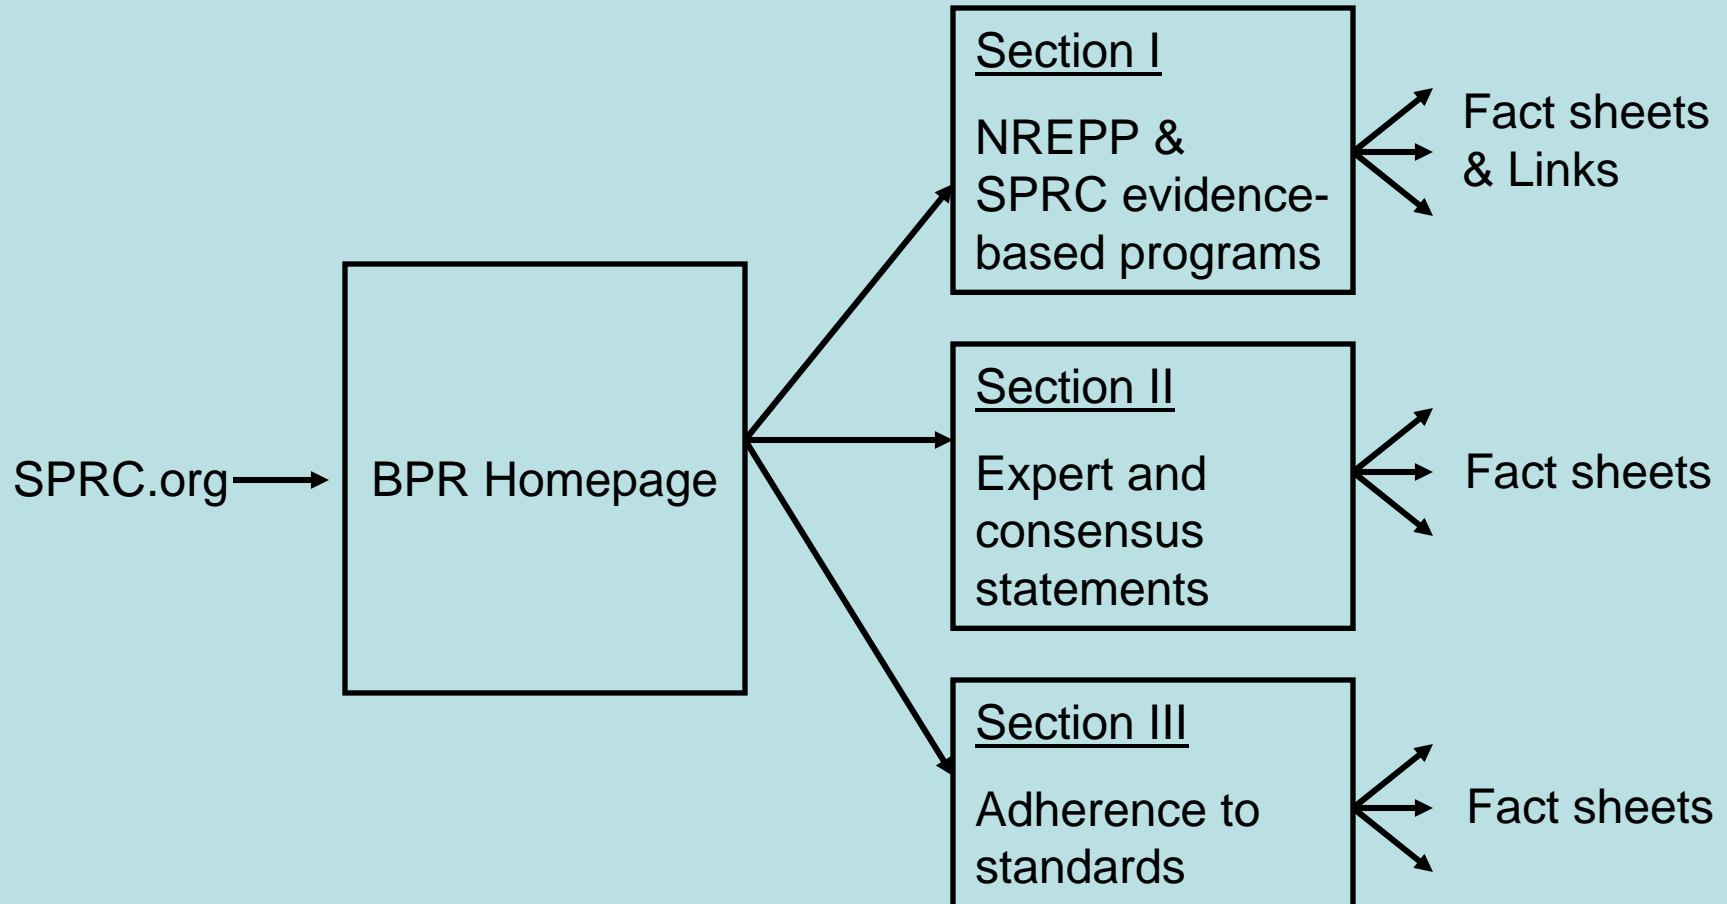 SPRC.org
BPR Homepage
Section I
NREPP &
SPRC evidence-
based programs
Fact sheets
& Links
Section II
Expert and
consensus
statements
Fact sheets
Section III
Adherence to
standards
Fact sheets